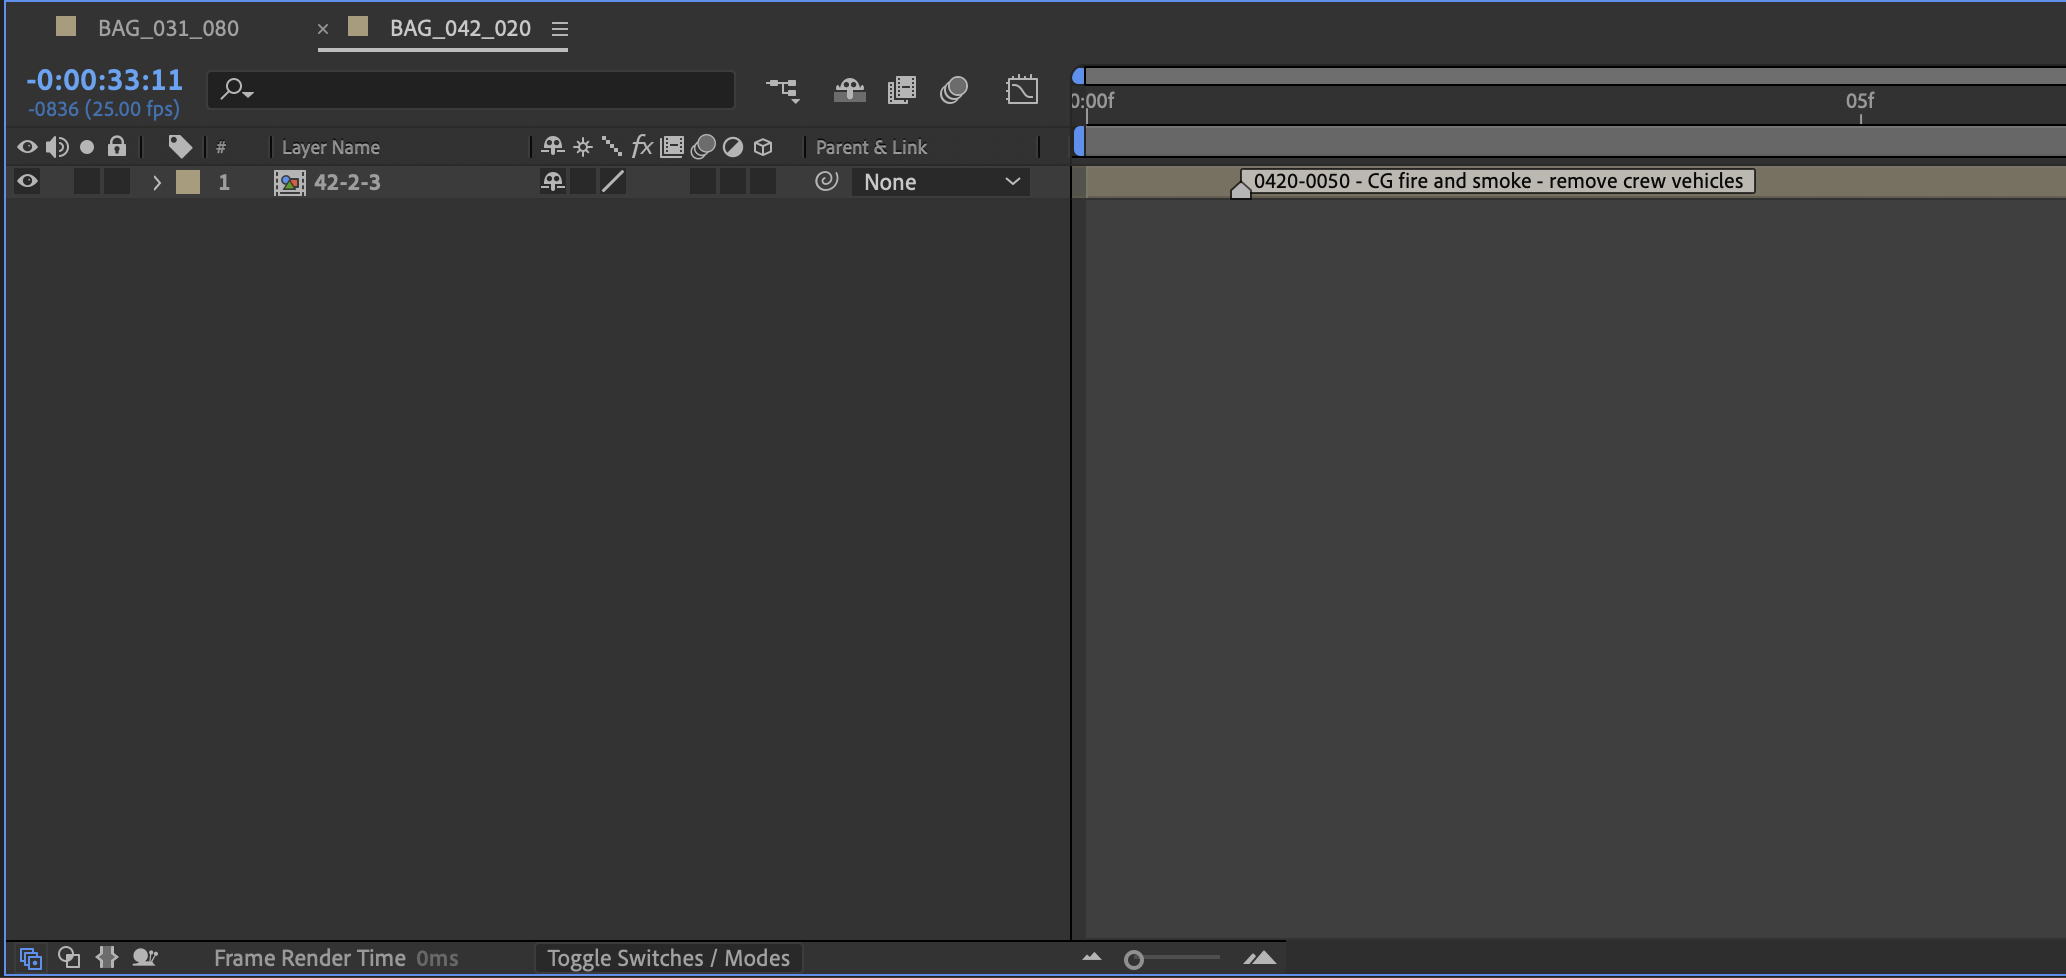 BAG_031_080
× BAG_042_020
-0:00:33:11
-0836 (25.00 fps)
0:00f
05f
# Layer Name
fx
Parent & Link
1 42-2-3
None
0420-0050 - CG fire and smoke - remove crew vehicles
Frame Render Time 0ms
Toggle Switches / Modes